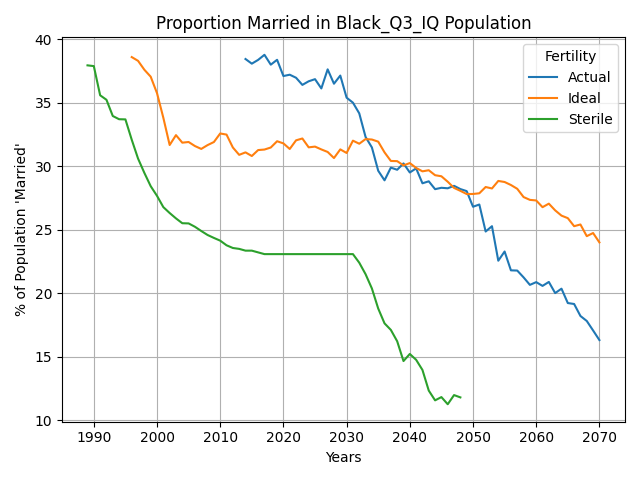 Proportion Married in Black_Q3_IQ Population
% of Population 'Married'
40
35
30
25
20
15
10
Fertility
Actual
Ideal
Sterile
1990 2000 2010 2020 2030 2040 2050 2060 2070
Years